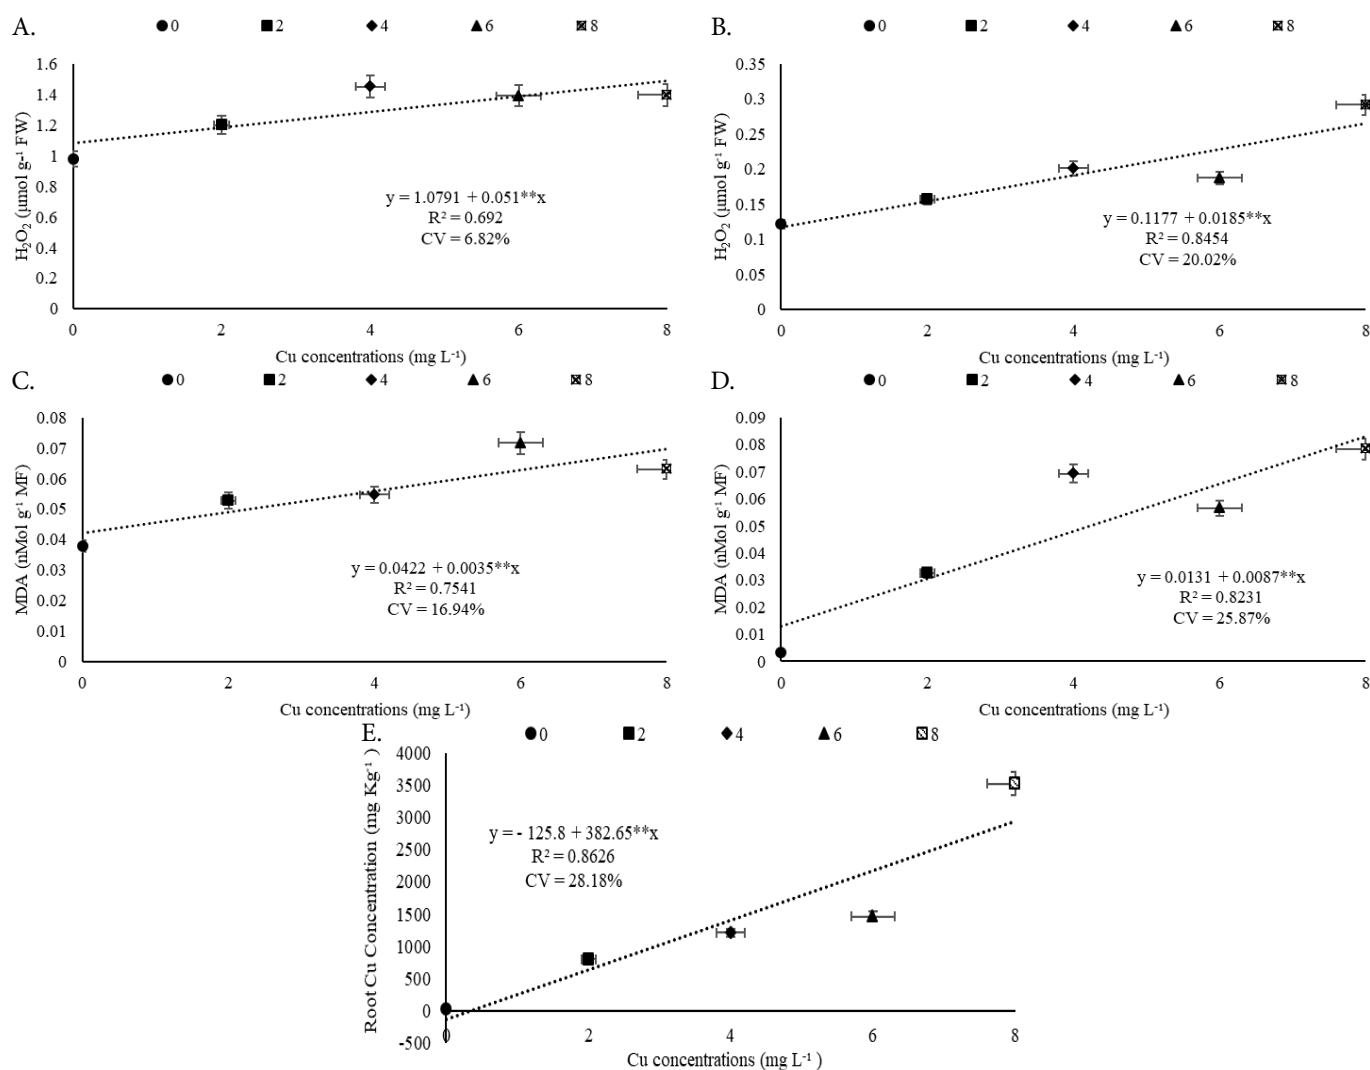 A.
0 2 4 6 8
1.6
1.4
1.2
1
0.8
0.6
0.4
0.2
0
H₂O₂ (µmol g-¹ FW)
y = 1.0791 + 0.051**x
R² = 0.692
CV = 6.82%
0 2 4 6 8
Cu concentrations (mg L⁻¹)
B.
0 2 4 6 8
0.35
0.3
0.25
0.2
0.15
0.1
0.05
0
H₂O₂ (µmol g⁻¹ FW)
y = 0.1177 + 0.0185**x
R² = 0.8454
CV = 20.02%
0 2 4 6 8
Cu concentrations (mg L⁻¹)
C.
0 2 4 6 8
0.08
0.07
0.06
0.05
0.04
0.03
0.02
0.01
0
MDA (nMol g⁻¹ MF)
y = 0.0422 + 0.0035**x
R² = 0.7541
CV = 16.94%
0 2 4 6 8
Cu concentrations (mg L⁻¹)
D.
0 2 4 6 8
0.09
0.08
0.07
0.06
0.05
0.04
0.03
0.02
0.01
0
MDA (nMol g⁻¹ MF)
y = 0.0131 + 0.0087**x
R² = 0.8231
CV = 25.87%
0 2 4 6 8
Cu concentrations (mg L⁻¹)
E.
0 2 4 6 8
4000
3500
3000
2500
2000
1500
1000
500
0
-500
Root Cu Concentration (mg Kg⁻¹ )
y = - 125.8 + 382.65**x
R² = 0.8626
CV = 28.18%
0 2 4 6 8
Cu concentrations (mg L⁻¹ )